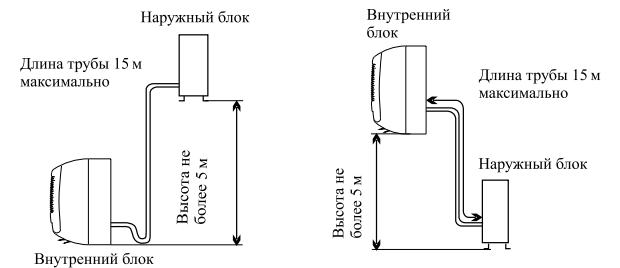 Наружный блок
Длина трубы 15 м
максимально
Высота не
более 5 м
Внутренний блок
Внутренний
блок
Длина трубы 15 м
максимально
Наружный блок
Высота не
более 5 м